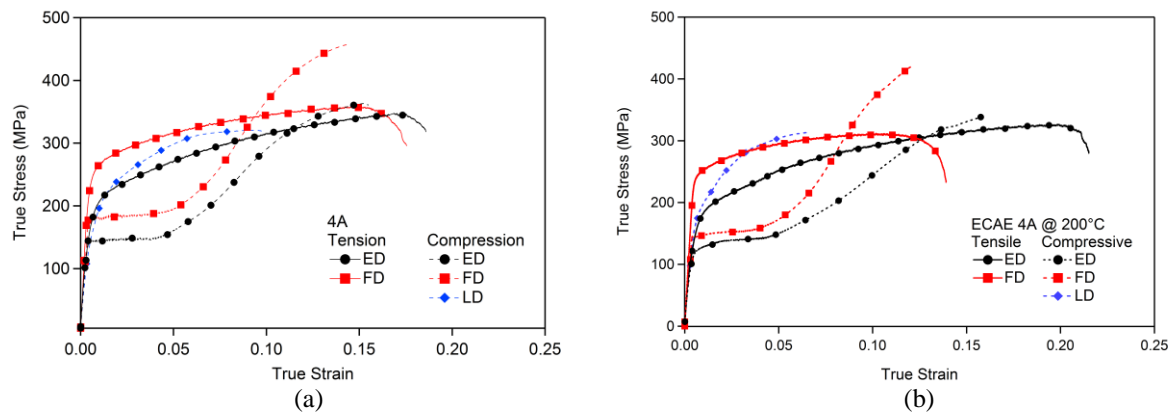 500
400
300
200
100
True Stress (MPa)
4A
Tension Compression
ED ED
FD FD
LD
0.00 0.05 0.10 0.15 0.20 0.25
True Strain
(a)
500
400
300
200
100
0
True Stress (MPa)
ECAE 4A @ 200°C
Tensile Compressive
ED ED
FD FD
LD
0.00 0.05 0.10 0.15 0.20 0.25
True Strain
(b)